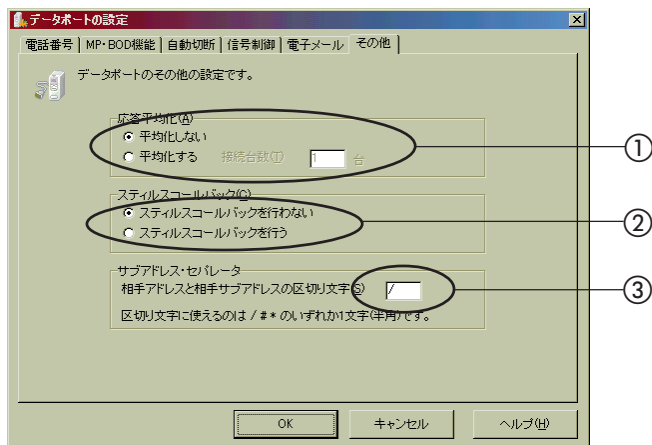 データポートの設定
電話番号 MP・BOD機能 自動切断 信号制御 電子メール その他
データポートのその他の設定です。
応答平均化(A)
平均化しない
平均化する 接続台数(T) 1 台
①
スティルスコールバック(C)
スティルスコールバックを行わない
スティルスコールバックを行う
②
サブアドレス・セパレータ
相手アドレスと相手サブアドレスの区切り文字(S) /
③
区切り文字に使えるのは / # * のいずれか1文字(半角)です。
OK キャンセル ヘルプ(H)